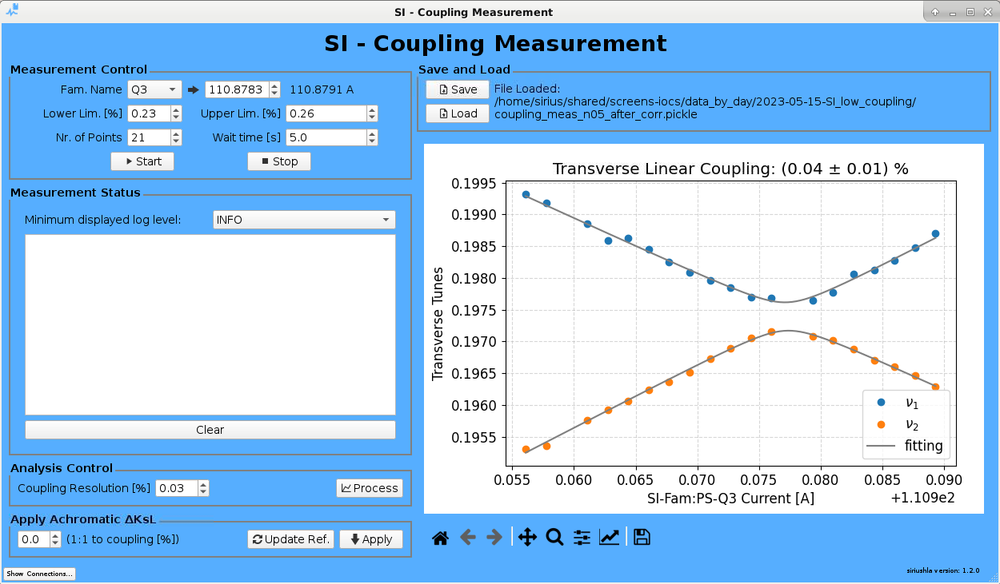 SI - Coupling Measurement
SI - Coupling Measurement
Measurement Control
Fam. Name Q3 110.8783 110.8791 A
Lower Lim. [%] 0.23 Upper Lim. [%] 0.26
Nr. of Points 21 Wait time [s] 5.0
Start Stop
Measurement Status
Minimum displayed log level: INFO
Clear
Analysis Control
Coupling Resolution [%] 0.03 Process
Apply Achromatic ΔKsL
0.0 (1:1 to coupling [%]) Update Ref. Apply
Show Connections...
Save and Load
Save
Load
File Loaded:
/home/sirius/shared/screens-iocs/data_by_day/2023-05-15-SI_low_coupling/
coupling_meas_n05_after_corr.pickle
Transverse Linear Coupling: (0.04 ± 0.01) %
Transverse Tunes
0.1995
0.1990
0.1985
0.1980
0.1975
0.1970
0.1965
0.1960
0.1955
ν1
ν2
fitting
0.055 0.060 0.065 0.070 0.075 0.080 0.085 0.090
SI-Fam:PS-Q3 Current [A] +1.109e2
siriushla version: 1.2.0